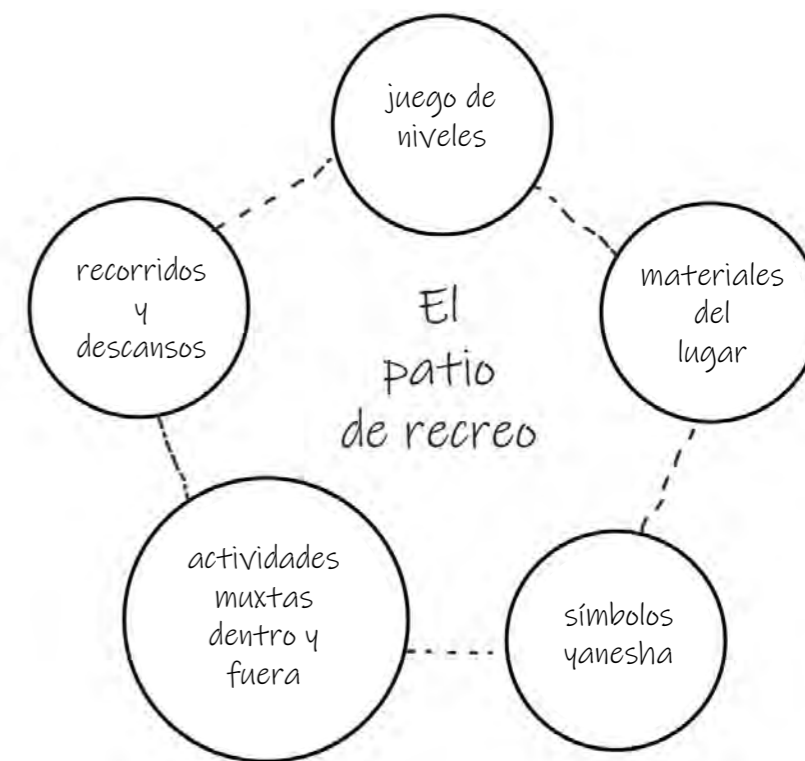 juego de
niveles
recorridos
y
descansos
materiales
del
lugar
El
patio
de recreo
actividades
muxtas
dentro y
fuera
símbolos
yanesha